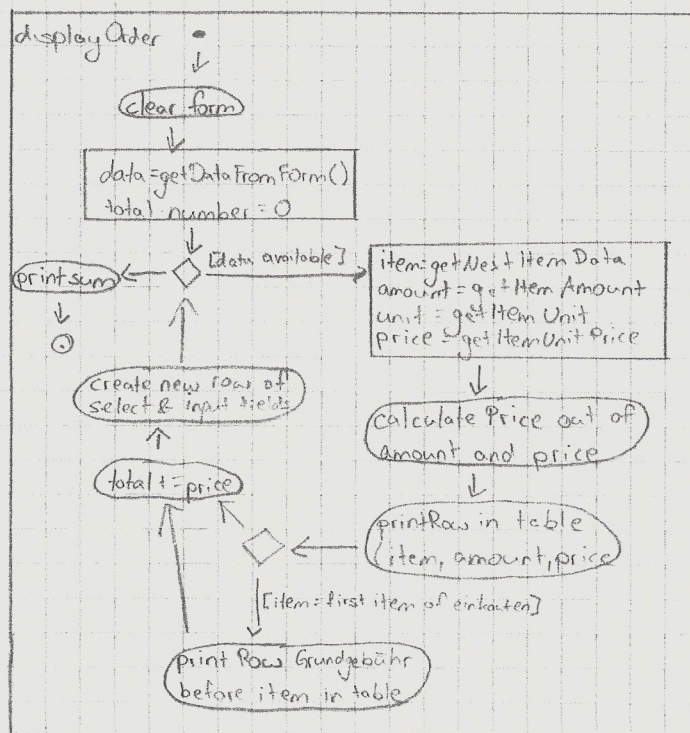 displayOrder
clear form
data=getDataFromForm()
total number = 0
[data available]
print sum
item=getNextItemData
amount = getItemAmount
unit = getItemUnit
price = getItemUnitPrice
create new row of
select & input fields
calculate Price out of
amount and price
total+=price
printRow in table
(item, amount, price
[item=first item of einkaufen]
print Row Grundgebühr
before item in table